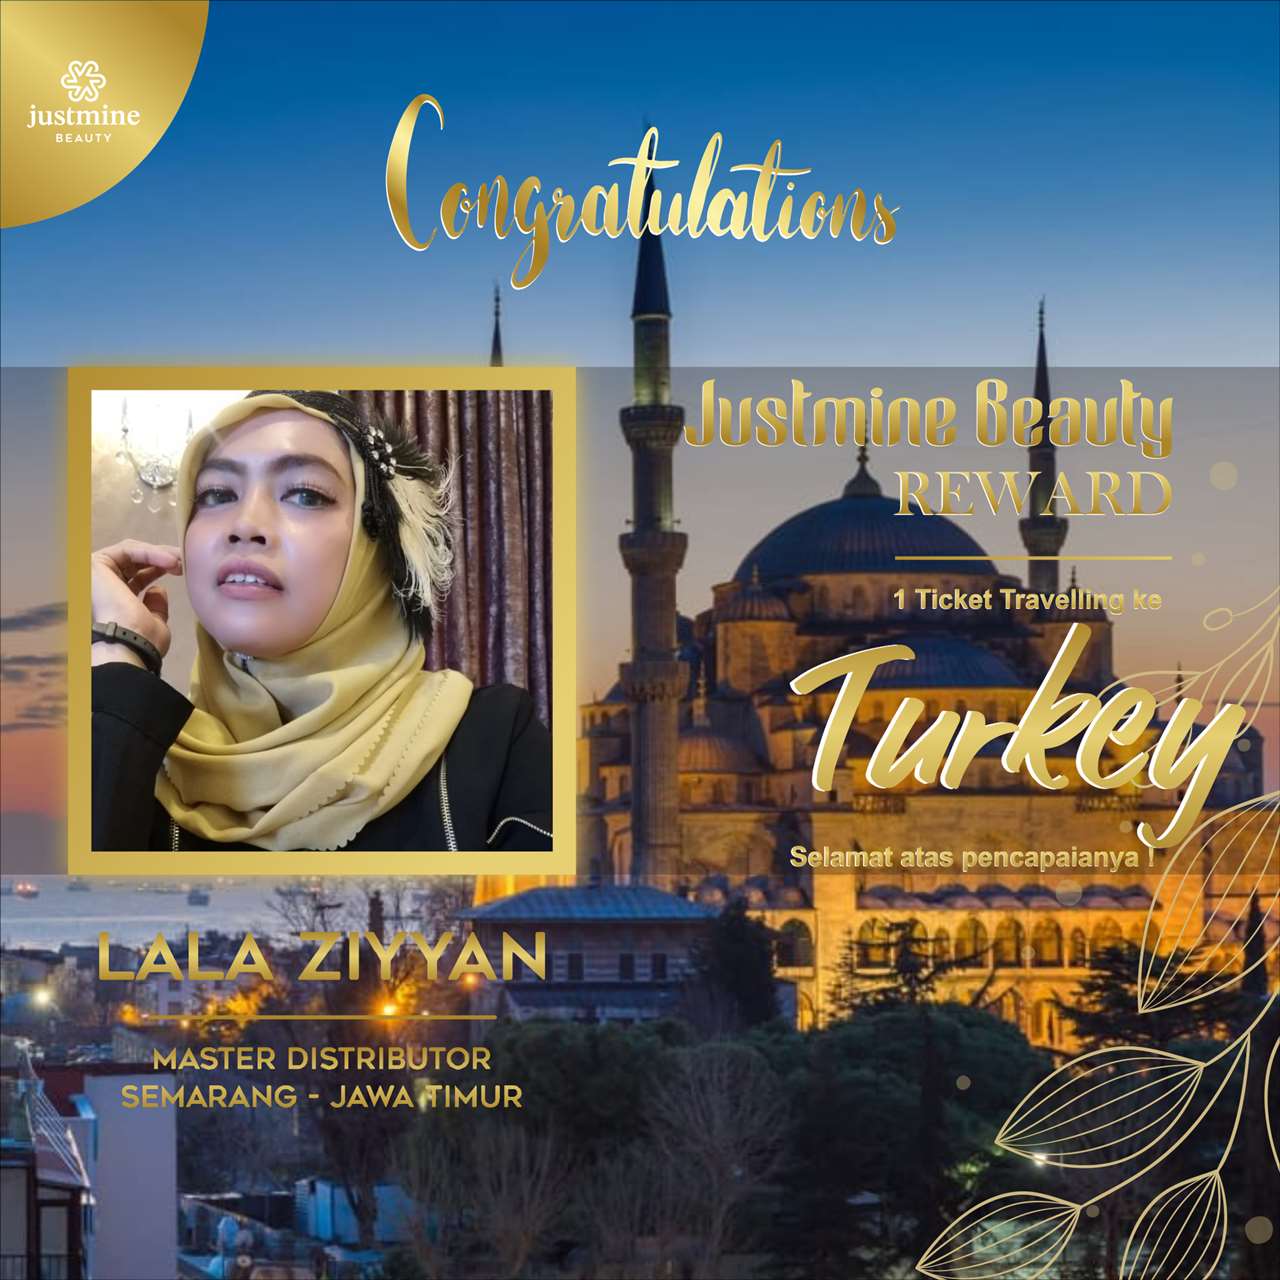 justmine
BEAUTY
Congratulations
Justmine Beauty
REWARD
1 Ticket Travelling ke
Turkey
Selamat atas pencapaianya !
LALA ZIYYAN
MASTER DISTRIBUTOR
SEMARANG - JAWA TIMUR